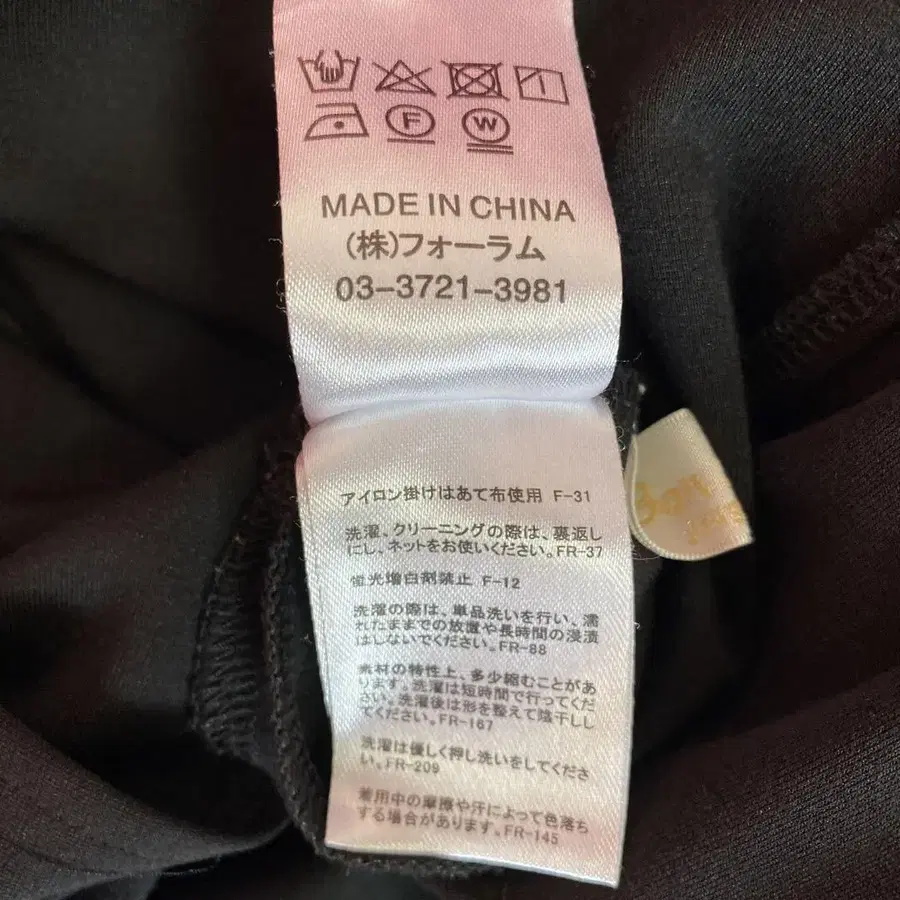 F
W
MADE IN CHINA
(株)フォーラム
03-3721-3981
アイロン掛けはあて布使用 F-31
洗濯、クリーニングの際は、裏返し
にし、ネットをお使いください。FR-37
蛍光増白剤禁止 F-12
洗濯の際は、単品洗いを行い、濡
れたままでの放置や長時間の浸漬
はしないでください。FR-88
素材の特性上、多少縮むことがあ
ります。洗濯は短時間で行ってくだ
さい。洗濯後は形を整えて陰干しし
てください。FR-167
洗濯は優しく押し洗いをしてくださ
い。FR-209
着用中の摩擦や汗によって色落ち
する場合があります。FR-145